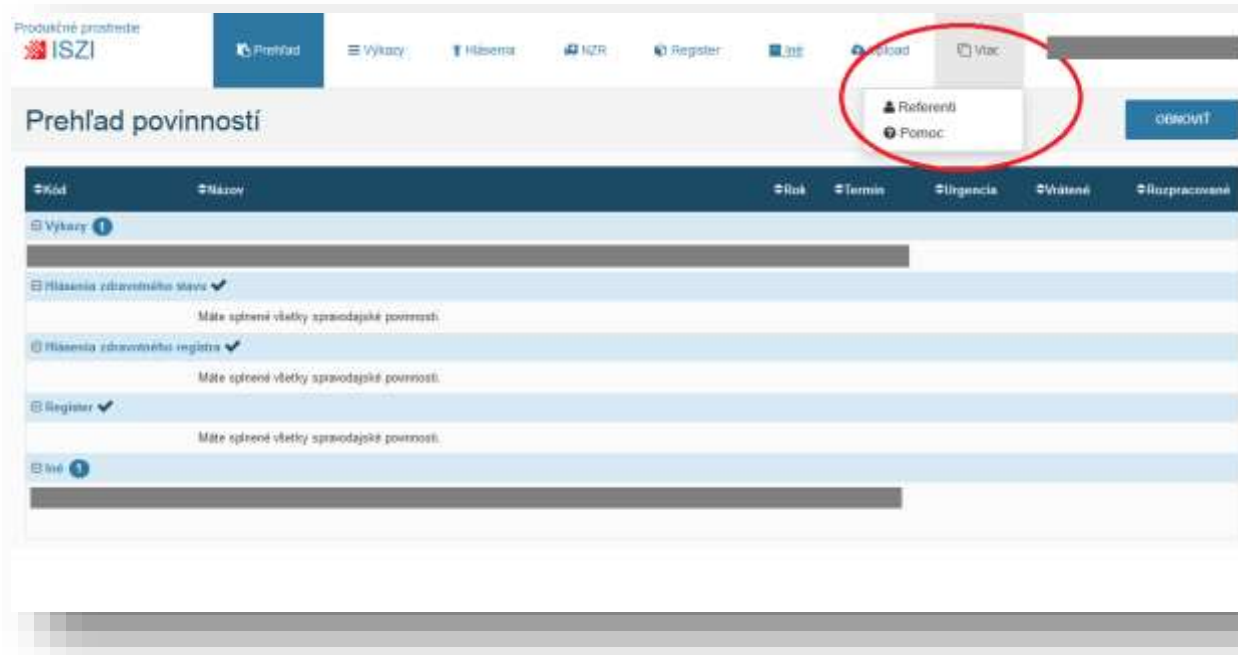 Produkčné prostredie
ISZI
Prehľad Výkazy Hlásenia NZR Register Iné Upload Viac
Referenti
Pomoc
Prehľad povinností
OBNOVIŤ
Kód Názov Rok Termín Urgencia Vrátené Rozpracované
Výkazy 1
Hlásenia zdravotného stavu
Máte splnené všetky spravodajské povinnosti.
Hlásenia zdravotného registra
Máte splnené všetky spravodajské povinnosti.
Register
Máte splnené všetky spravodajské povinnosti.
Iné 1